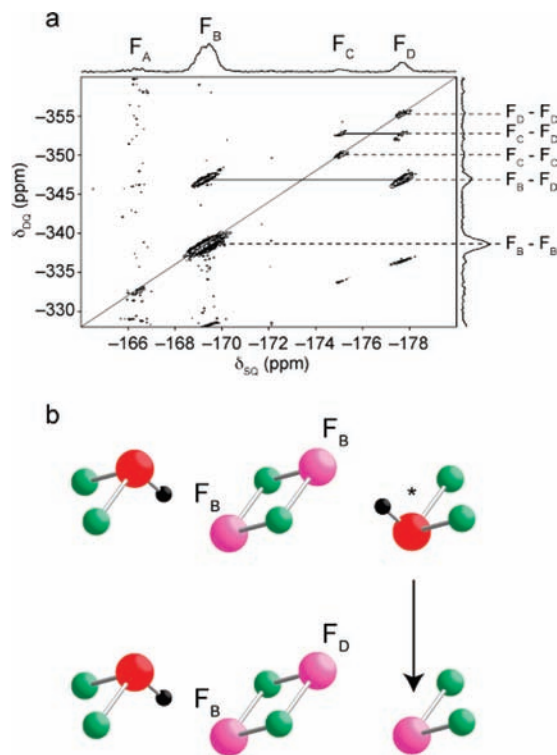 a
F_A F_B F_C F_D
−355
−350
−345
−340
−335
−330
δ_DQ (ppm)
F_D - F_D
F_C - F_D
F_C - F_C
F_B - F_D
F_B - F_B
−166 −168 −170 −172 −174 −176 −178
δ_SQ (ppm)
b
F_B
F_B
*
F_D
F_B